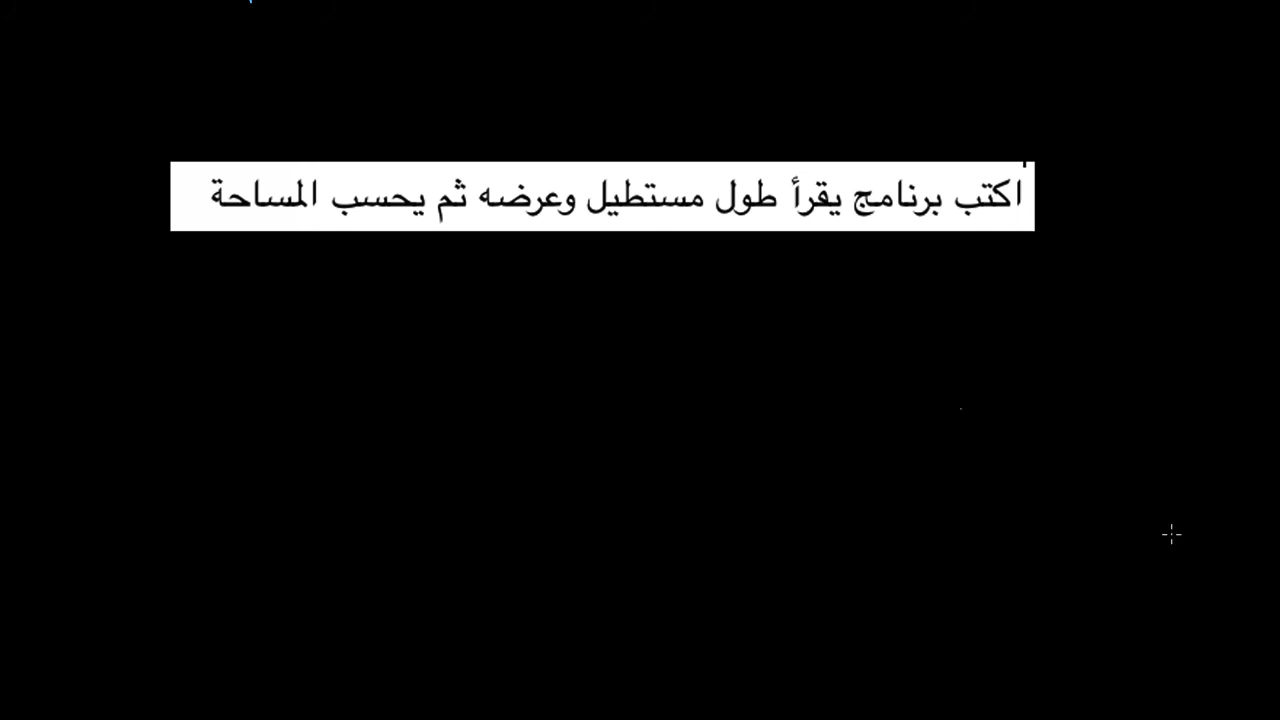 اكتب برنامج يقرأ طول مستطيل وعرضه ثم يحسب المساحة